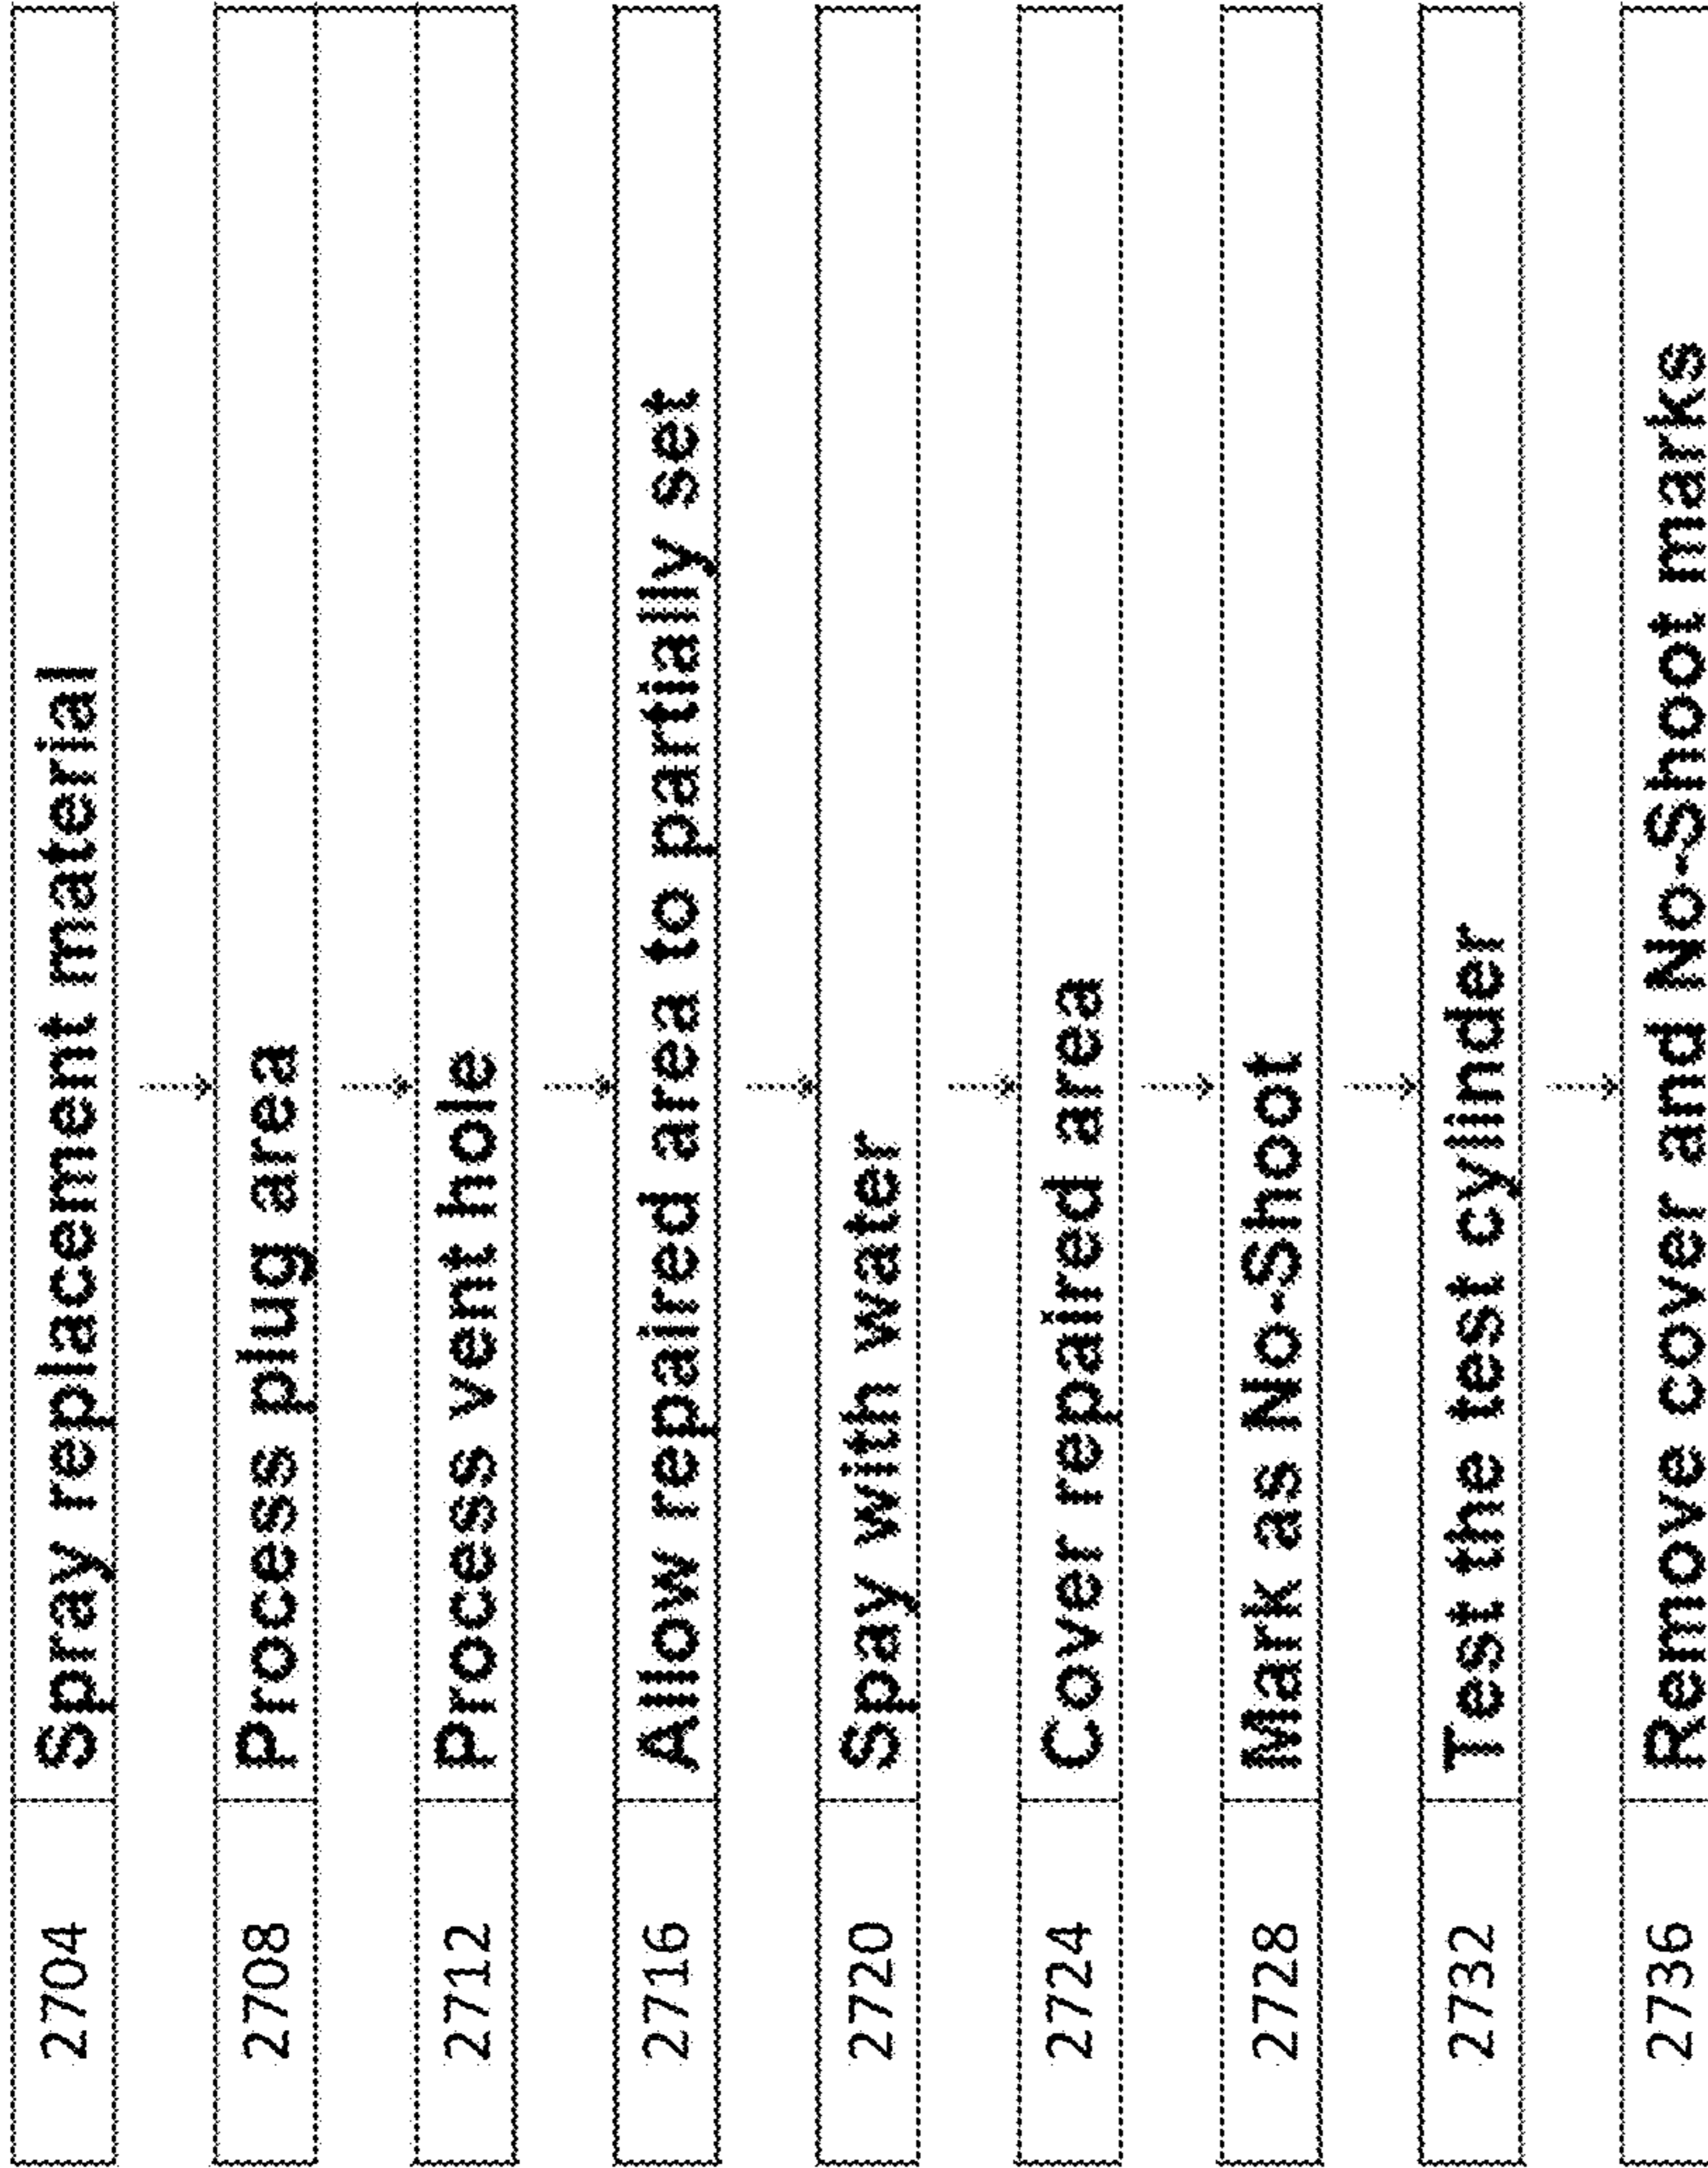 2704 Spray replacement material
2708 Process plug area
2712 Process vent hole
2716 Allow repaired area to partially set
2720 Spay with water
2724 Cover repaired area
2728 Mark as No-Shoot
2732 Test the test cylinder
2736 Remove cover and No-Shoot marks